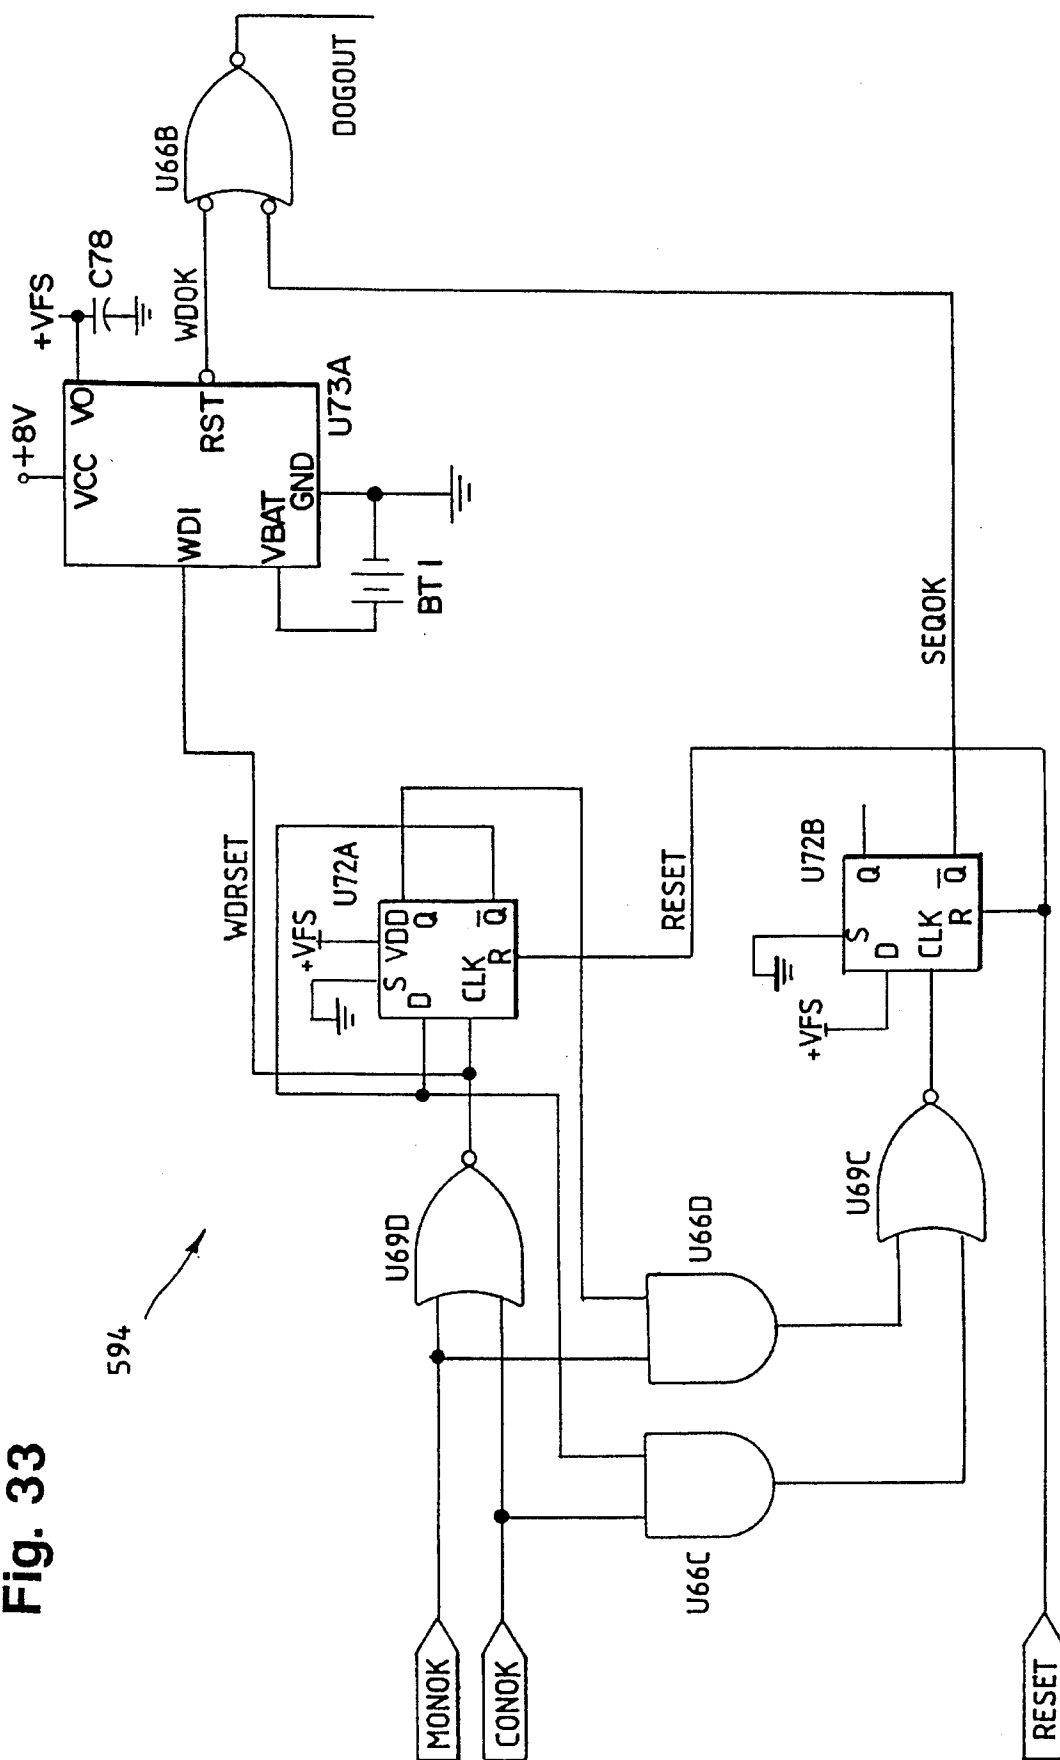 Fig. 33
594
MONOK
CONOK
RESET
U69D
U66C
U66D
U69C
WDRSET
+VFS
U72A
S
VDD
D
Q
CLK
Q̅
R
RESET
+VFS
U72B
S
D
Q
CLK
Q̅
R
SEQOK
+8V
VCC
VO
WDI
RST
VBAT
GND
U73A
BT1
+VFS
C78
WDOK
U66B
DOGOUT